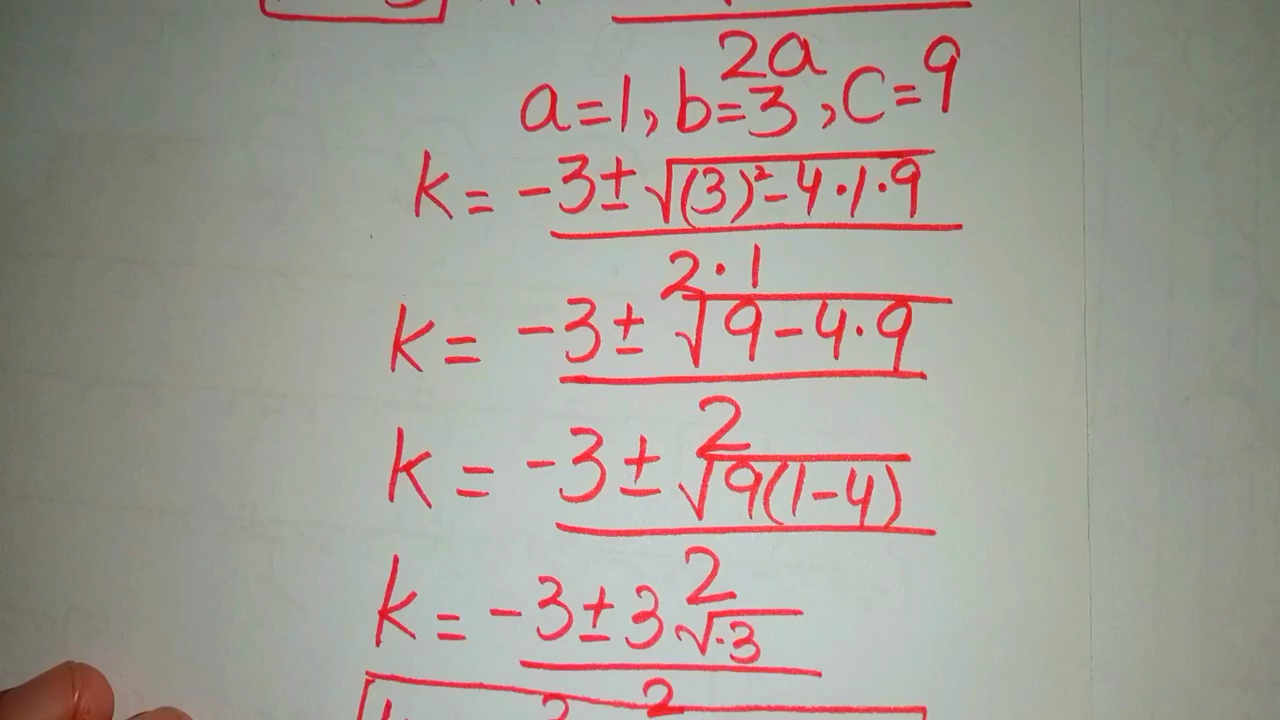 2a
a=1, b=3, c=9
k= -3± √(3)²-4·1·9
2·1
k= -3± √9-4·9
2
k= -3± √9(1-4)
2
k= -3±3√-3
2